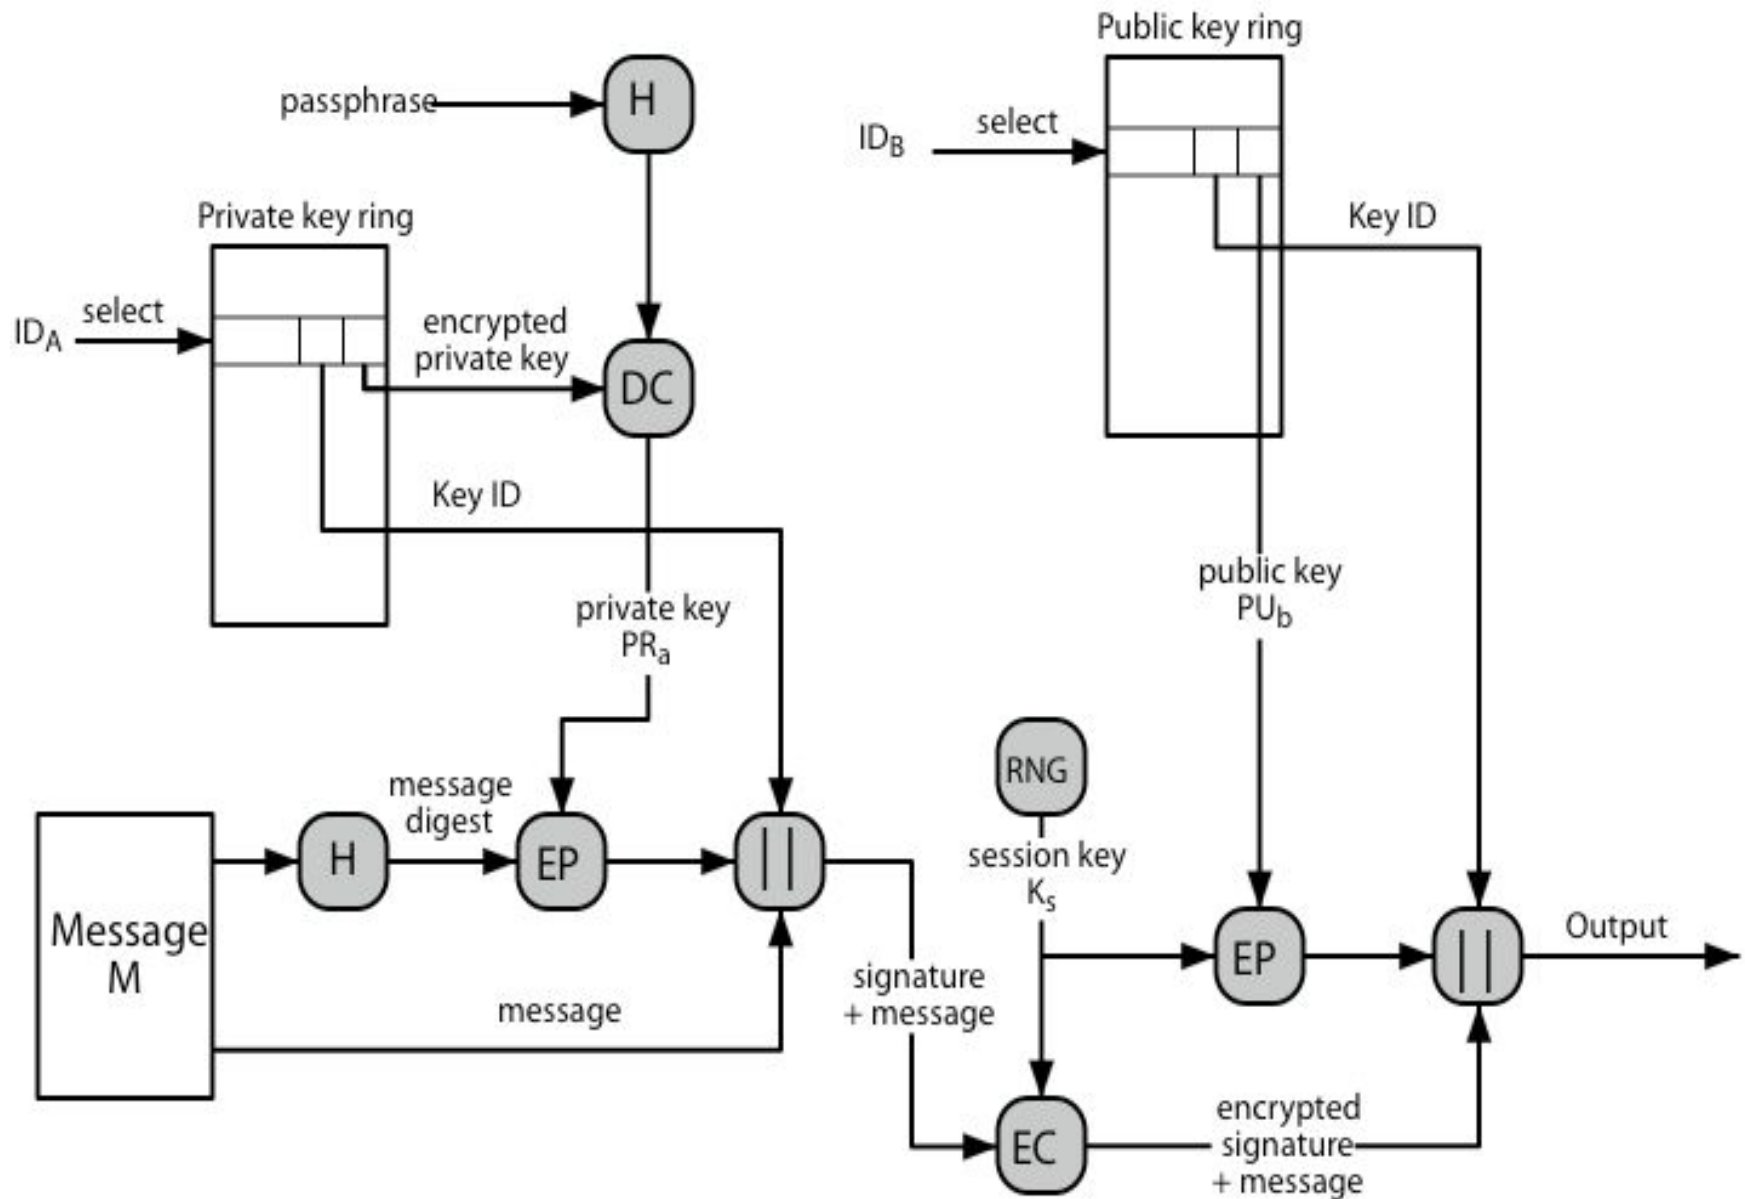 Public key ring
passphrase
H
ID_B
select
Key ID
Private key ring
ID_A
select
encrypted
private key
DC
Key ID
private key
PR_a
public key
PU_b
RNG
message
digest
H
EP
||
session key
K_s
Message
M
message
signature
+ message
EP
||
Output
EC
encrypted
signature
+ message